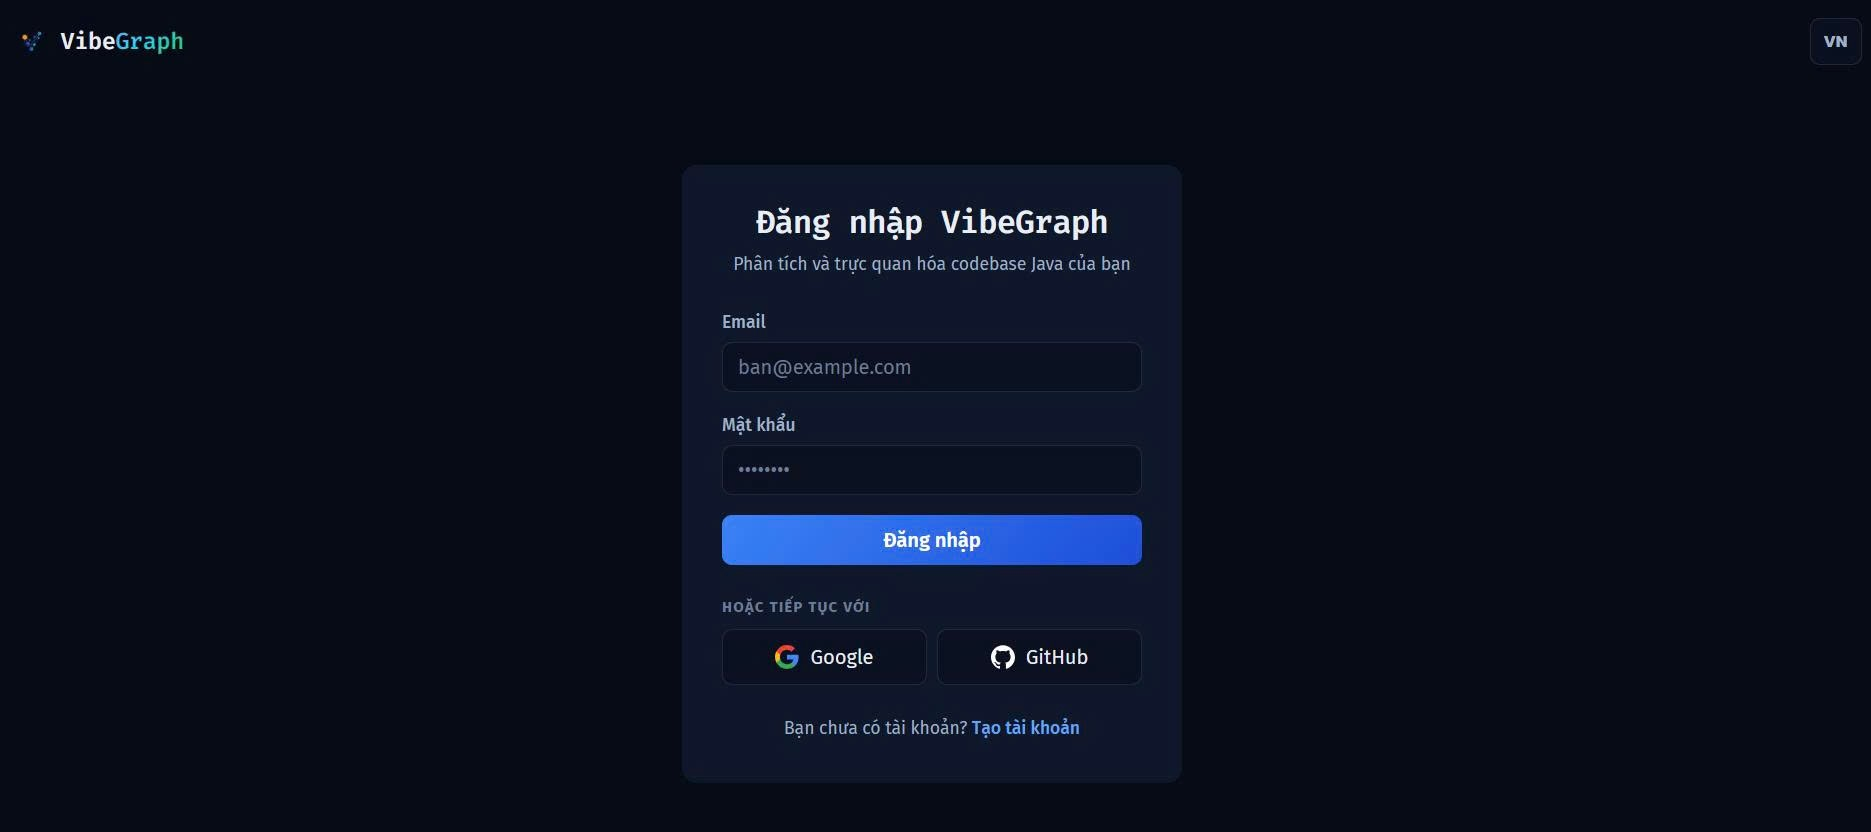 VibeGraph
VN
Đăng nhập VibeGraph
Phân tích và trực quan hóa codebase Java của bạn
Email
ban@example.com
Mật khẩu
••••••••
Đăng nhập
HOẶC TIẾP TỤC VỚI
Google
GitHub
Bạn chưa có tài khoản? Tạo tài khoản